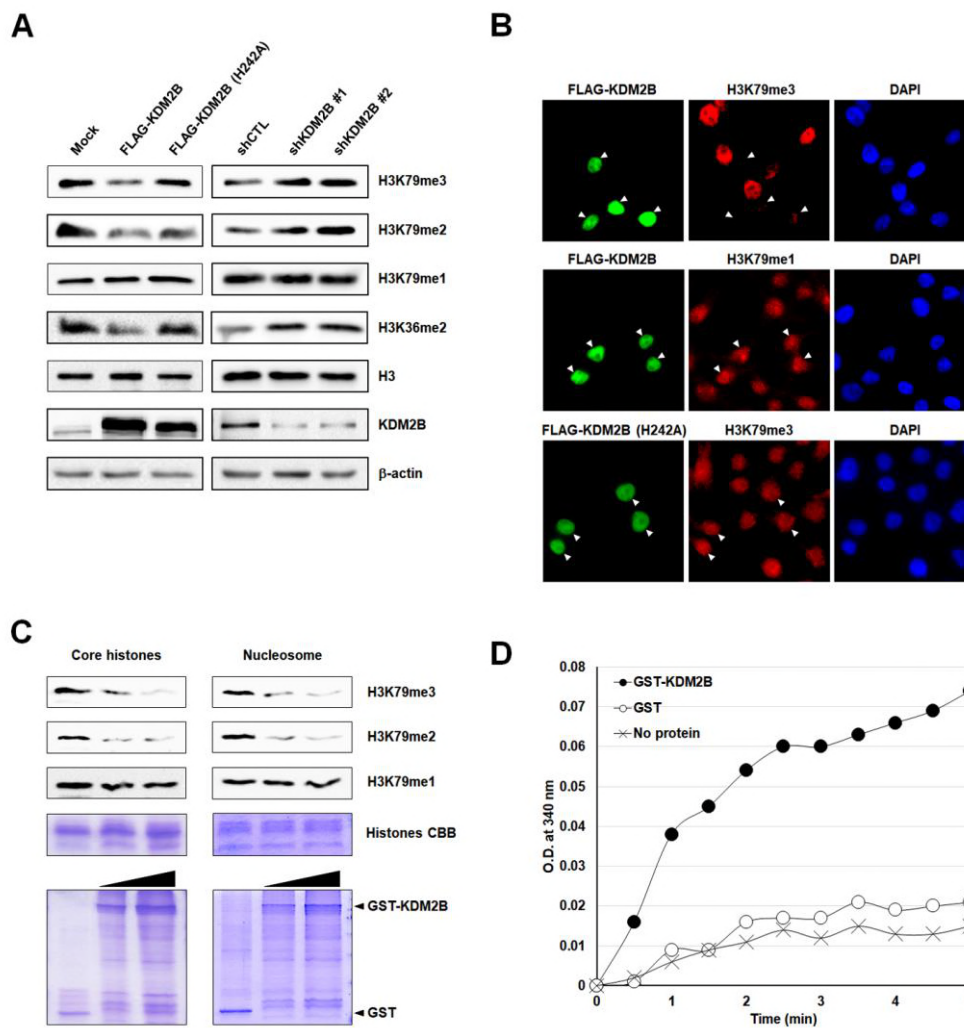 A
Mock
FLAG-KDM2B
FLAG-KDM2B (H242A)
shCTL
shKDM2B #1
shKDM2B #2
H3K79me3
H3K79me2
H3K79me1
H3K36me2
H3
KDM2B
β-actin
B
FLAG-KDM2B H3K79me3 DAPI
FLAG-KDM2B H3K79me1 DAPI
FLAG-KDM2B (H242A) H3K79me3 DAPI
C
Core histones Nucleosome
H3K79me3
H3K79me2
H3K79me1
Histones CBB
GST-KDM2B
GST
D
0.08
0.07
0.06
0.05
0.04
0.03
0.02
0.01
0
O.D. at 340 nm
GST-KDM2B
GST
No protein
0 1 2 3 4 5
Time (min)